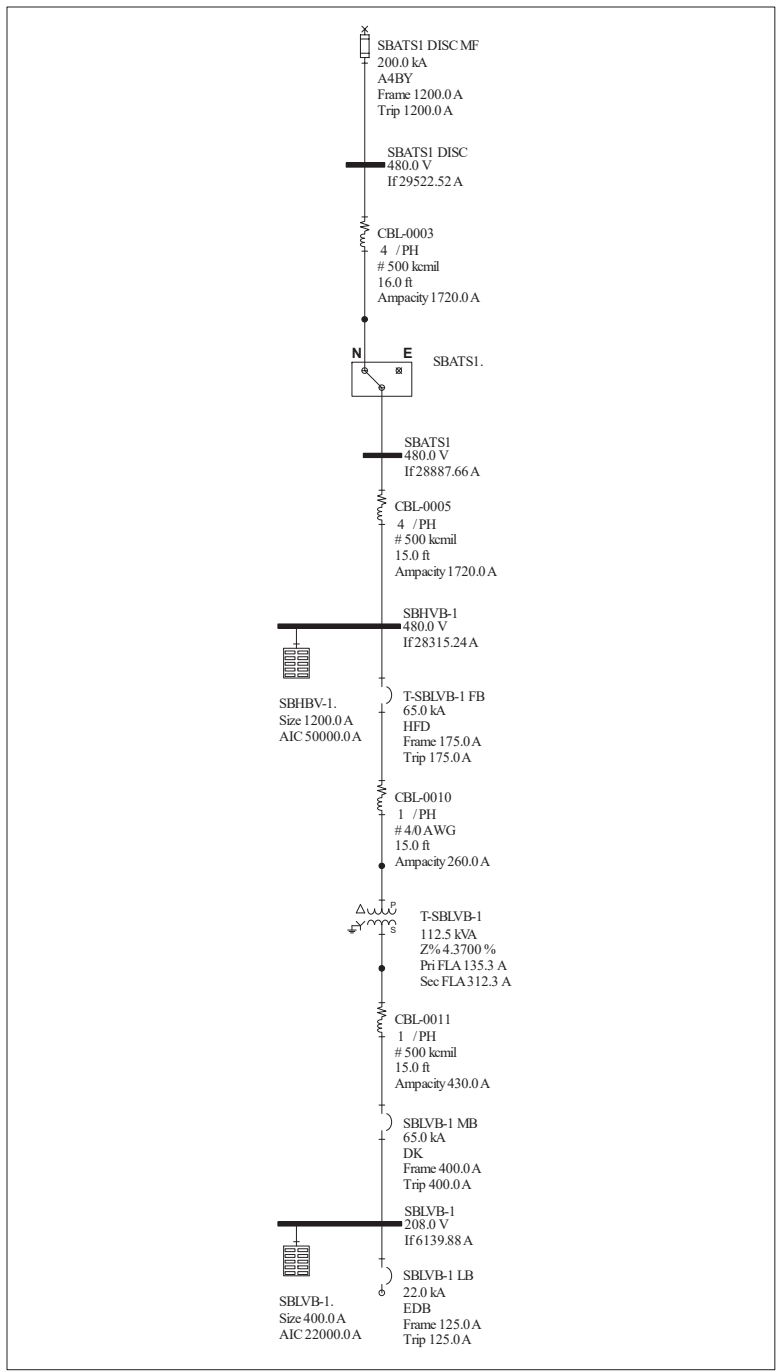 SBATS1 DISC MF
200.0 kA
A4BY
Frame 1200.0 A
Trip 1200.0 A
SBATS1 DISC
480.0 V
If 29522.52 A
CBL-0003
4 /PH
# 500 kcmil
16.0 ft
Ampacity 1720.0 A
N E
SBATS1.
SBATS1
480.0 V
If 28887.66 A
CBL-0005
4 /PH
# 500 kcmil
15.0 ft
Ampacity 1720.0 A
SBHVB-1
480.0 V
If 28315.24 A
SBHBV-1.
Size 1200.0 A
AIC 50000.0 A
T-SBLVB-1 FB
65.0 kA
HFD
Frame 175.0 A
Trip 175.0 A
CBL-0010
1 /PH
# 4/0 AWG
15.0 ft
Ampacity 260.0 A
P
S
T-SBLVB-1
112.5 kVA
Z% 4.3700 %
Pri FLA 135.3 A
Sec FLA 312.3 A
CBL-0011
1 /PH
# 500 kcmil
15.0 ft
Ampacity 430.0 A
SBLVB-1 MB
65.0 kA
DK
Frame 400.0 A
Trip 400.0 A
SBLVB-1
208.0 V
If 6139.88 A
SBLVB-1.
Size 400.0 A
AIC 22000.0 A
SBLVB-1 LB
22.0 kA
EDB
Frame 125.0 A
Trip 125.0 A